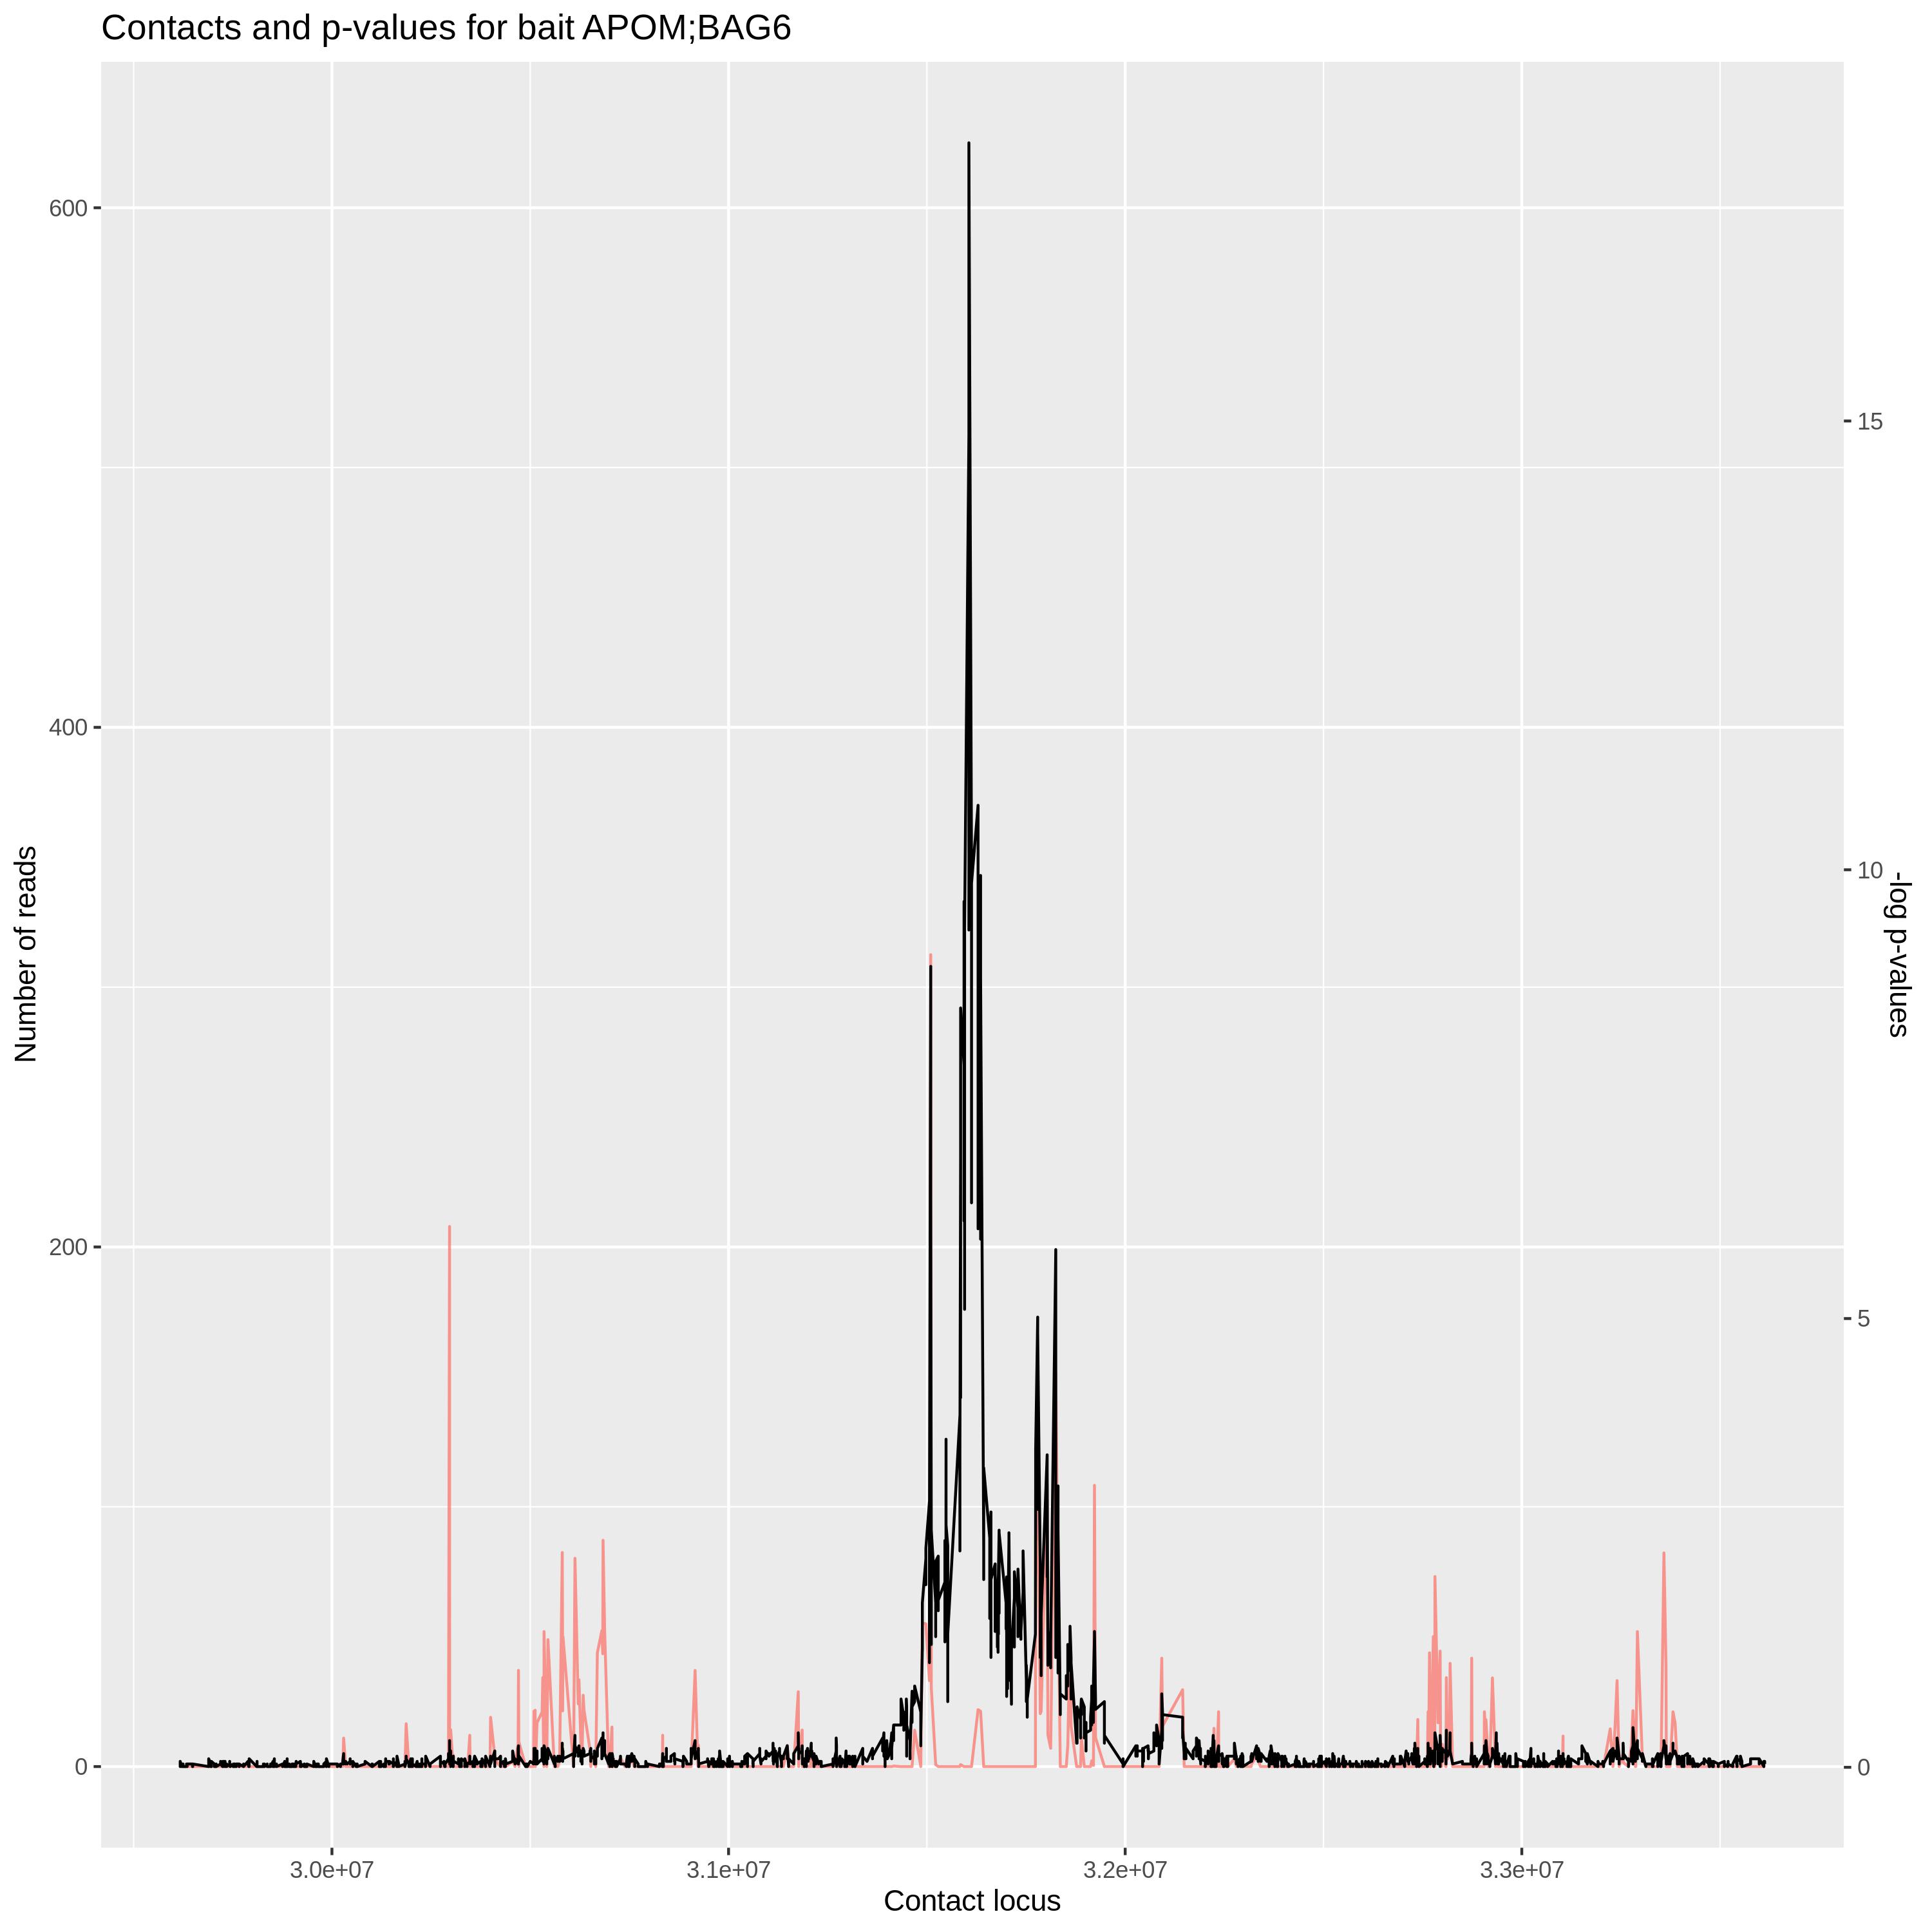 Contacts and p-values for bait APOM;BAG6
600
400
200
0
15
10
5
0
Number of reads
-log p-values
3.0e+07
3.1e+07
3.2e+07
3.3e+07
Contact locus